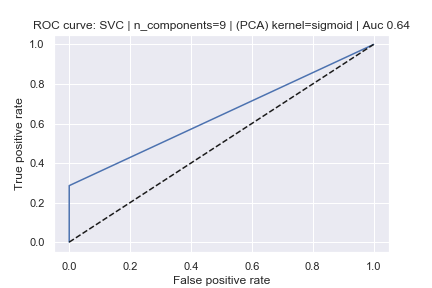 ROC curve: SVC | n_components=9 | (PCA) kernel=sigmoid | Auc 0.64
1.0
0.8
0.6
0.4
0.2
0.0
True positive rate
0.0 0.2 0.4 0.6 0.8 1.0
False positive rate